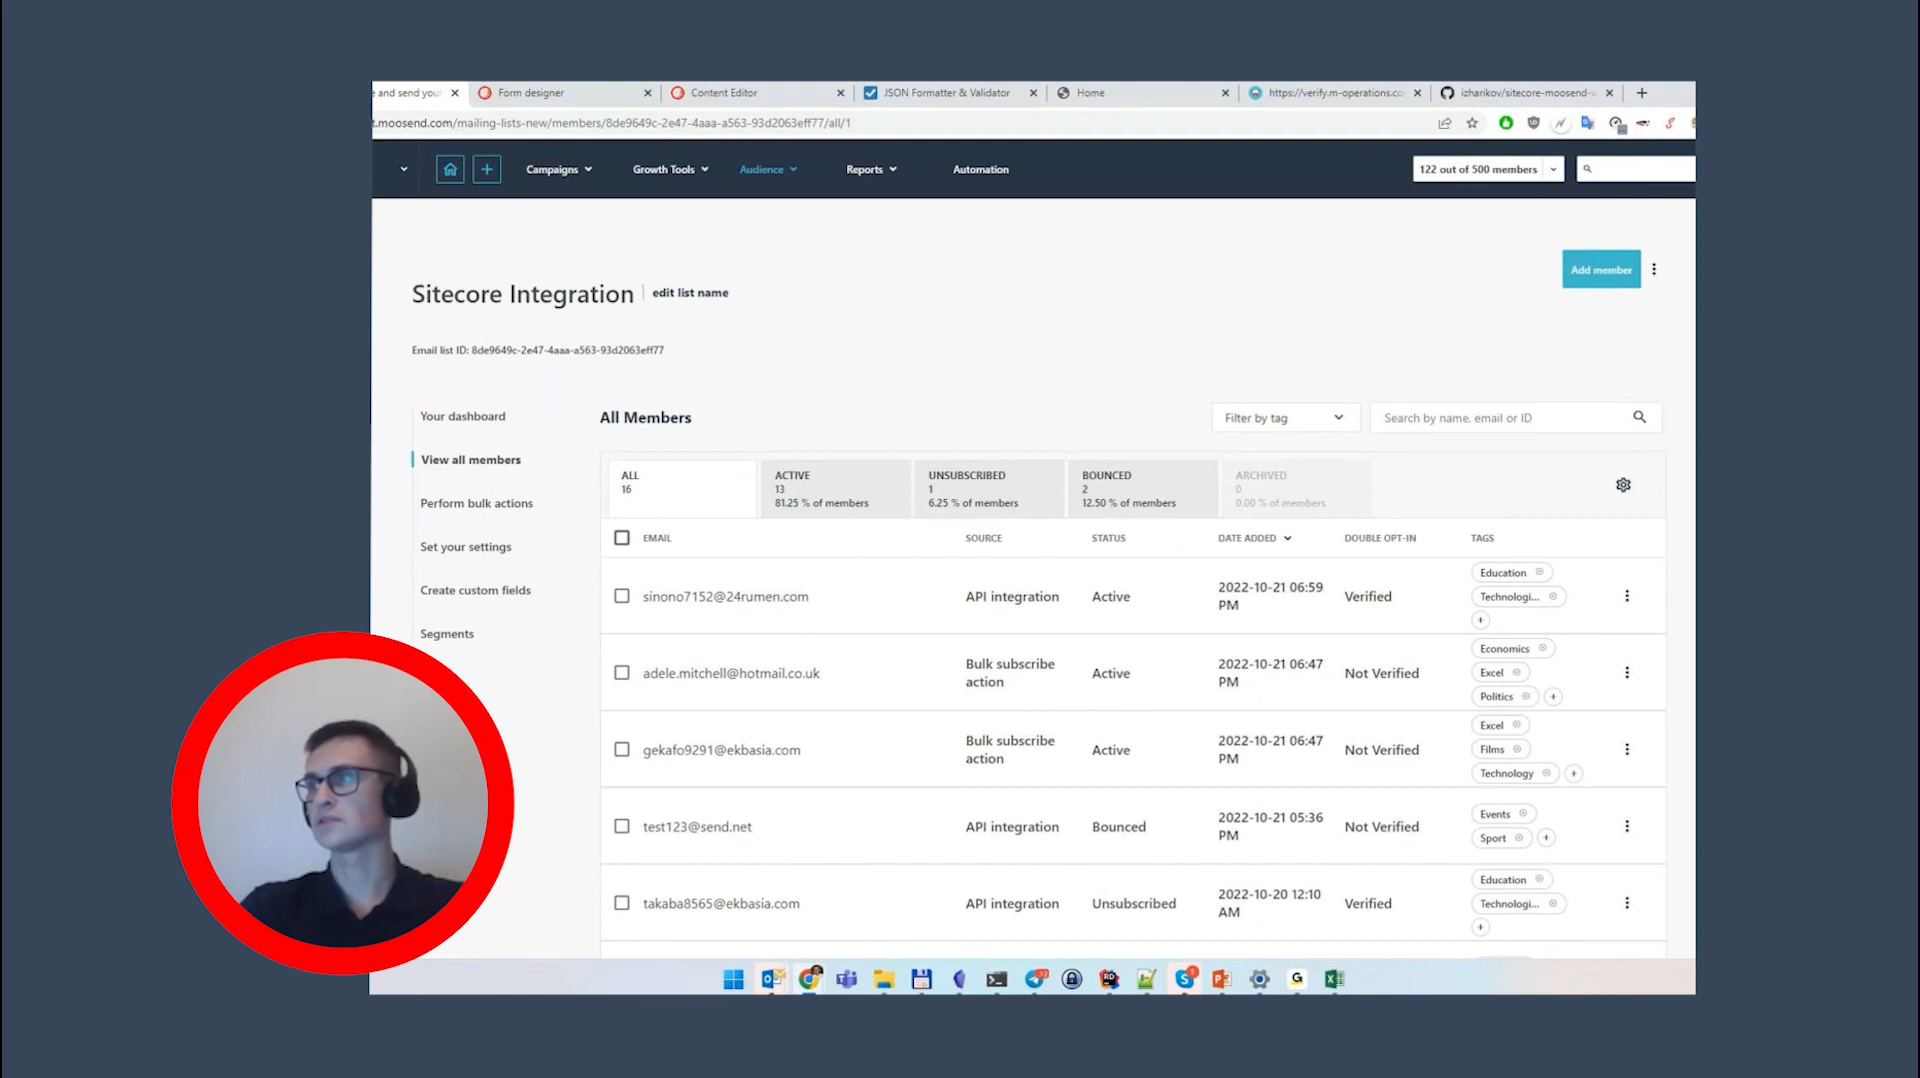 e and send your
Form designer
Content Editor
JSON Formatter & Validator
Home
https://verify.m-operations.co
izharikov/sitecore-moosend-
t.moosend.com/mailing-lists-new/members/8de9649c-2e47-4aaa-a563-93d2063eff77/all/1
Campaigns
Growth Tools
Audience
Reports
Automation
122 out of 500 members
Add member
Sitecore Integration
edit list name
Email list ID: 8de9649c-2e47-4aaa-a563-93d2063eff77
Your dashboard
View all members
Perform bulk actions
Set your settings
Create custom fields
Segments
All Members
Filter by tag
Search by name, email or ID
ALL
16
ACTIVE
13
81.25 % of members
UNSUBSCRIBED
1
6.25 % of members
BOUNCED
2
12.50 % of members
ARCHIVED
0
0.00 % of members
EMAIL
SOURCE
STATUS
DATE ADDED
DOUBLE OPT-IN
TAGS
sinono7152@24rumen.com
API integration
Active
2022-10-21 06:59
PM
Verified
Education
Technologi...
adele.mitchell@hotmail.co.uk
Bulk subscribe
action
Active
2022-10-21 06:47
PM
Not Verified
Economics
Excel
Politics
gekafo9291@ekbasia.com
Bulk subscribe
action
Active
2022-10-21 06:47
PM
Not Verified
Excel
Films
Technology
test123@send.net
API integration
Bounced
2022-10-21 05:36
PM
Not Verified
Events
Sport
takaba8565@ekbasia.com
API integration
Unsubscribed
2022-10-20 12:10
AM
Verified
Education
Technologi...